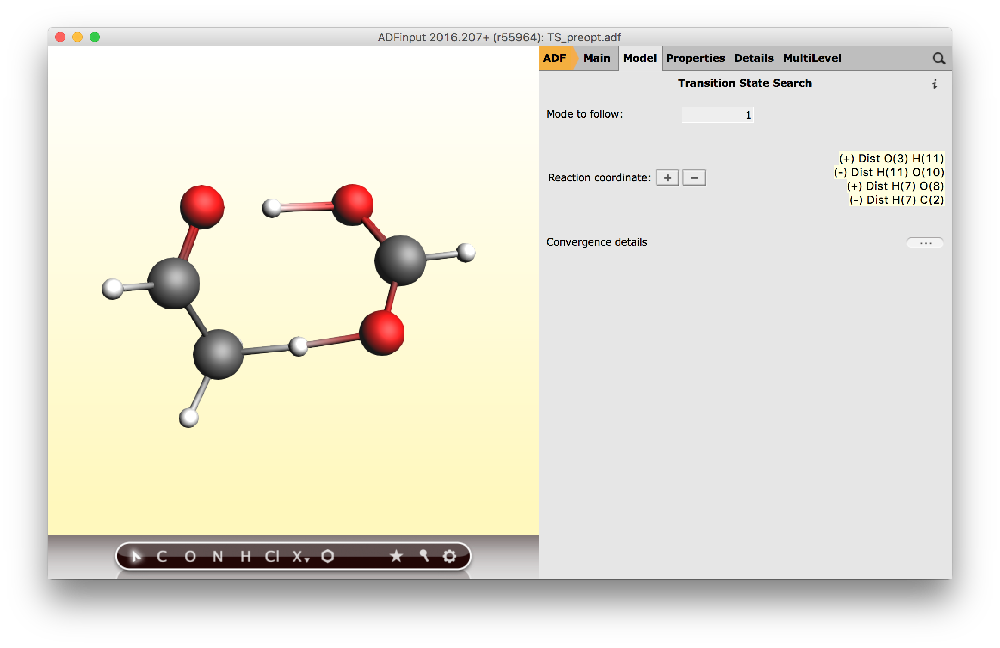 ADFinput 2016.207+ (r55964): TS_preopt.adf
ADF Main Model Properties Details MultiLevel
Transition State Search i
Mode to follow: 1
(+) Dist O(3) H(11)
(-) Dist H(11) O(10)
Reaction coordinate: + −
(+) Dist H(7) O(8)
(-) Dist H(7) C(2)
Convergence details ...
C O N H Cl X